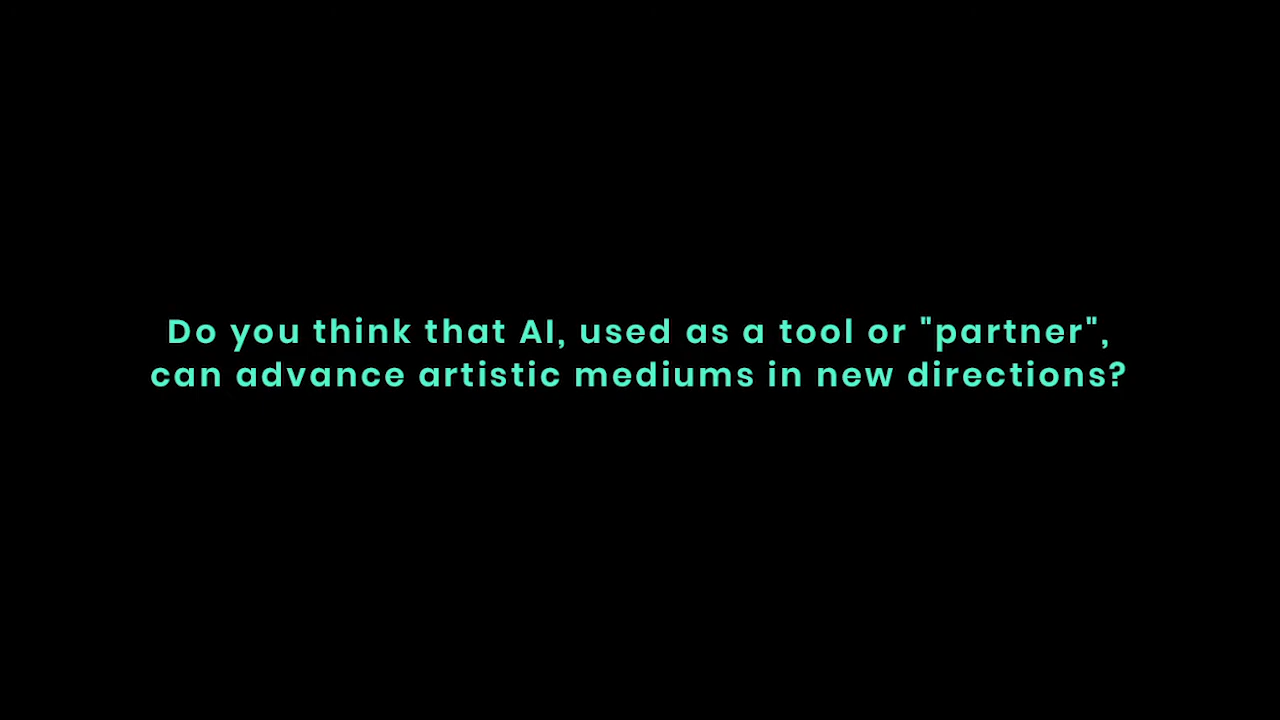 Do you think that AI, used as a tool or "partner",
can advance artistic mediums in new directions?